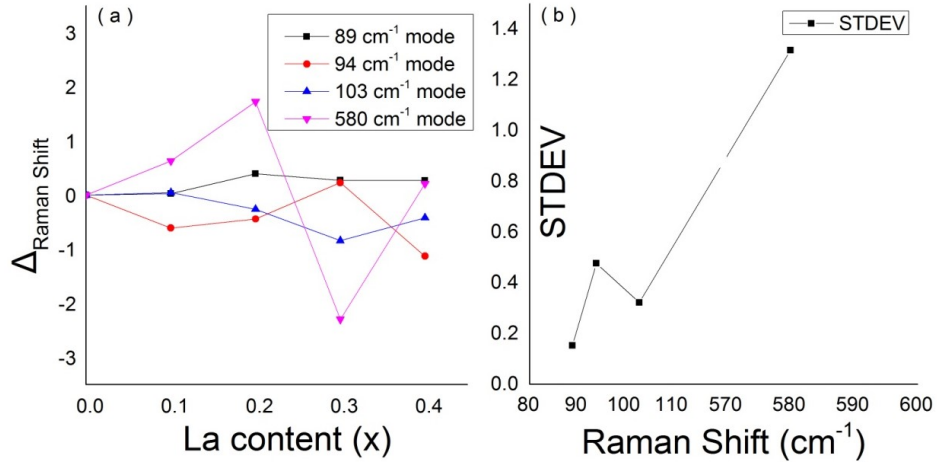 ( a )
89 cm⁻¹ mode
94 cm⁻¹ mode
103 cm⁻¹ mode
580 cm⁻¹ mode
3
2
1
0
-1
-2
-3
Δ Raman Shift
0.0 0.1 0.2 0.3 0.4
La content (x)
( b )
STDEV
1.4
1.2
1.0
0.8
0.6
0.4
0.2
0.0
STDEV
80 90 100 110 570 580 590 600
Raman Shift (cm⁻¹)